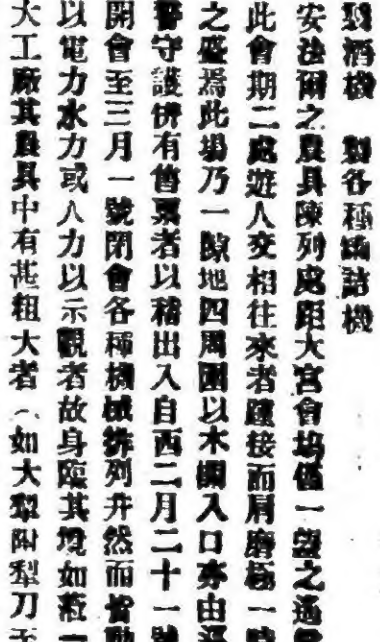 製酒機　製各種罐詰機
安法爾之農具陳列處距大宮會場僅一盞之遙
此會期二處遊人交相往來者踵接而肩磨極一時
之盛焉此場乃一隙地四周圍以木欄入口亦由巡
警守護併有售票者以稽出入自西二月二十一號
開會至三月一號閉會各種機械排列井然而皆動
以電力水力或人力以示觀者故身臨其境如蒞一
大工廠其農具中有甚粗大者（如大犁附犁刀